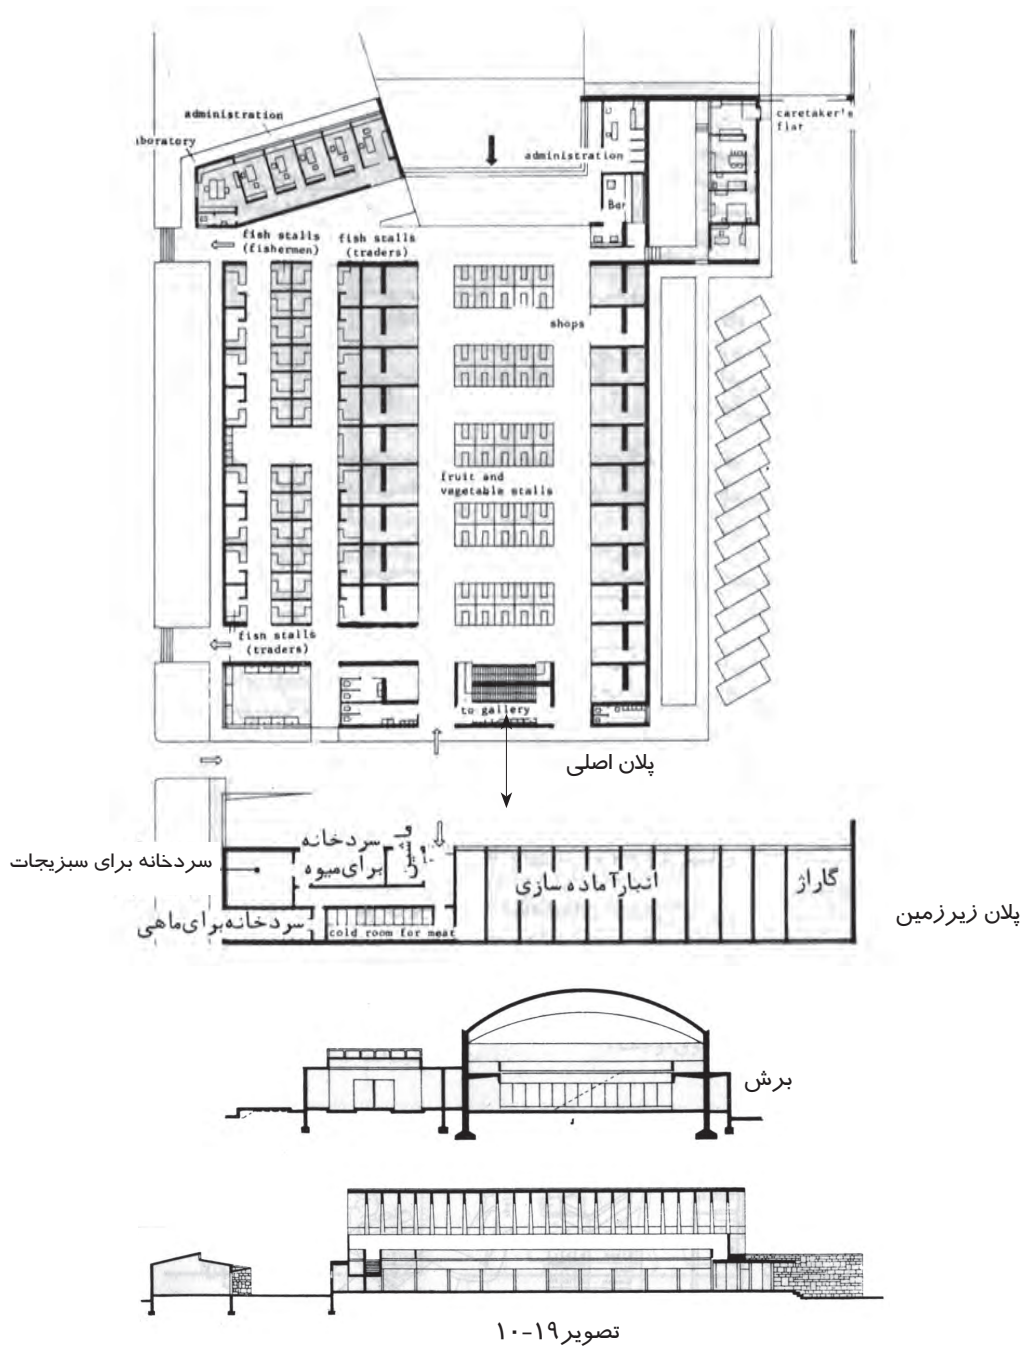 administration
boratory
caretaker's
flat
administration
Bar
fish stalls
(fishermen)
fish stalls
(traders)
shops
fruit and
vegetable stalls
fish stalls
(traders)
to gallery
پلان اصلی
سردخانه
برای میوه
ماشین
سردخانه برای سبزیجات
انبار آماده سازی
گاراژ
سردخانه برای ماهی
cold room for meat
پلان زیرزمین
برش
تصویر ۱۹-۱۰